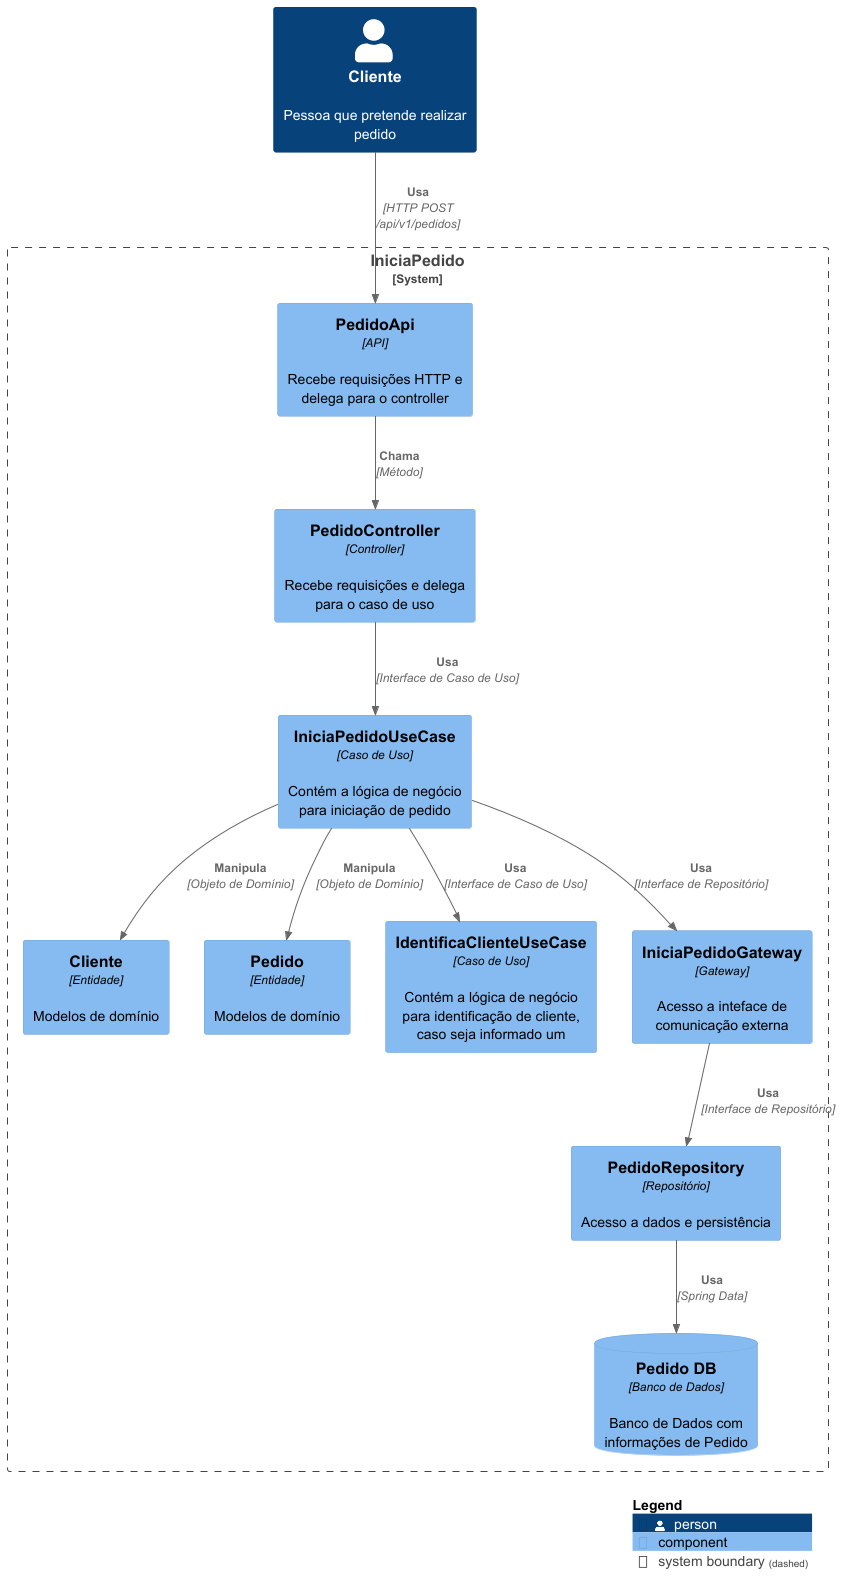 Cliente
Pessoa que pretende realizar
pedido
Usa
[HTTP POST
/api/v1/pedidos]
IniciaPedido
[System]
PedidoApi
[API]
Recebe requisições HTTP e
delega para o controller
Chama
[Método]
PedidoController
[Controller]
Recebe requisições e delega
para o caso de uso
Usa
[Interface de Caso de Uso]
IniciaPedidoUseCase
[Caso de Uso]
Contém a lógica de negócio
para iniciação de pedido
Manipula
[Objeto de Domínio]
Manipula
[Objeto de Domínio]
Usa
[Interface de Caso de Uso]
Usa
[Interface de Repositório]
Cliente
[Entidade]
Modelos de domínio
Pedido
[Entidade]
Modelos de domínio
IdentificaClienteUseCase
[Caso de Uso]
Contém a lógica de negócio
para identificação de cliente,
caso seja informado um
IniciaPedidoGateway
[Gateway]
Acesso a inteface de
comunicação externa
Usa
[Interface de Repositório]
PedidoRepository
[Repositório]
Acesso a dados e persistência
Usa
[Spring Data]
Pedido DB
[Banco de Dados]
Banco de Dados com
informações de Pedido
Legend
person
component
system boundary (dashed)